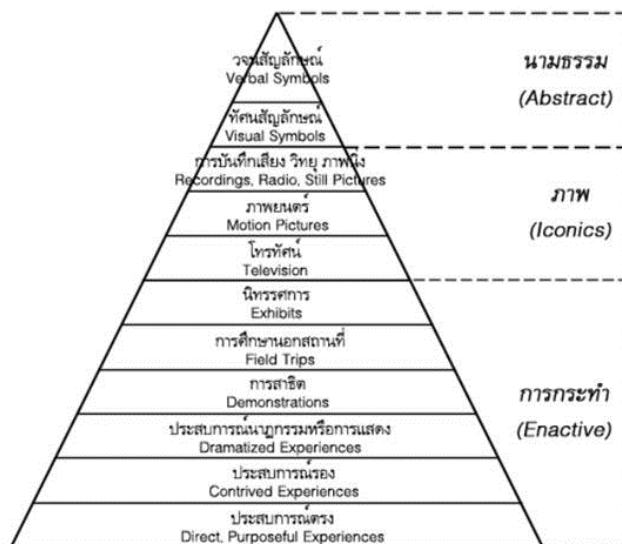 วจนสัญลักษณ์
Verbal Symbols
ทัศนสัญลักษณ์
Visual Symbols
การบันทึกเสียง วิทยุ ภาพนิ่ง
Recordings, Radio, Still Pictures
ภาพยนตร์
Motion Pictures
โทรทัศน์
Television
นิทรรศการ
Exhibits
การศึกษานอกสถานที่
Field Trips
การสาธิต
Demonstrations
ประสบการณ์นาฏกรรมหรือการแสดง
Dramatized Experiences
ประสบการณ์รอง
Contrived Experiences
ประสบการณ์ตรง
Direct, Purposeful Experiences
นามธรรม
(Abstract)
ภาพ
(Iconics)
การกระทำ
(Enactive)